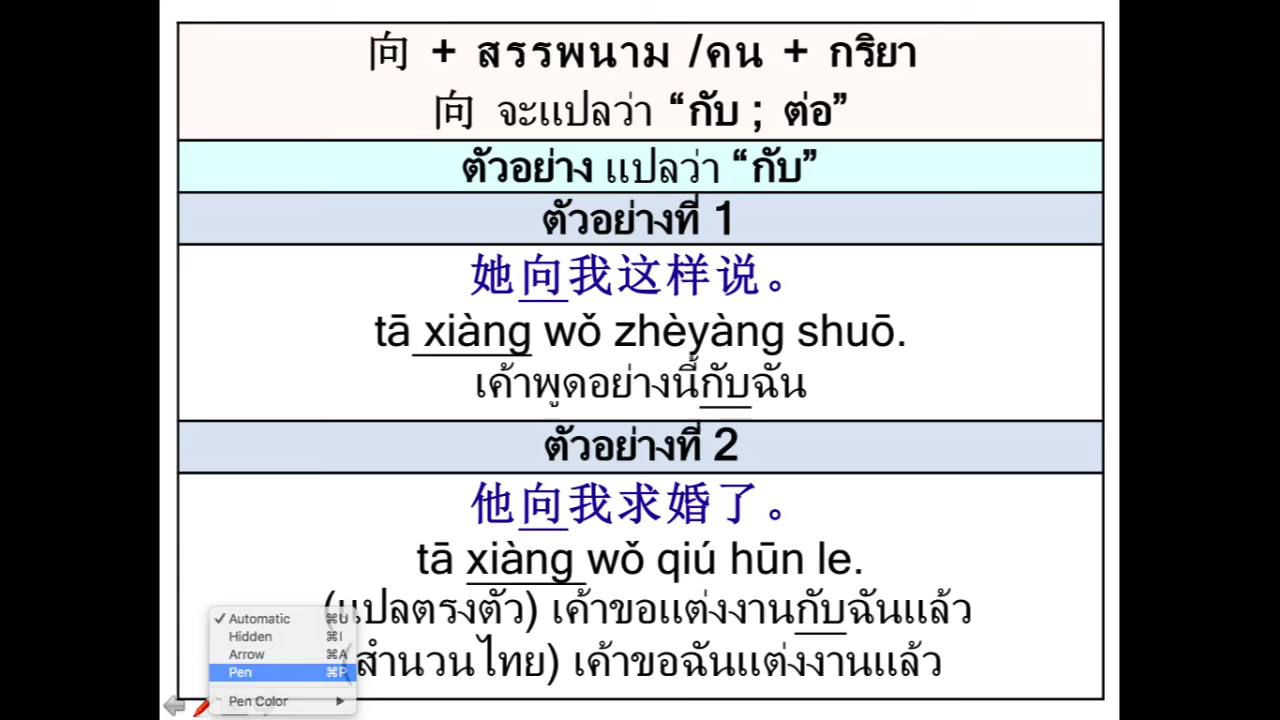 向 + สรรพนาม /คน + กริยา
向 จะแปลว่า “กับ ; ต่อ”
ตัวอย่าง แปลว่า “กับ”
ตัวอย่างที่ 1
她向我这样说。
tā xiàng wǒ zhèyàng shuō.
เค้าพูดอย่างนี้กับฉัน
ตัวอย่างที่ 2
他向我求婚了。
tā xiàng wǒ qiú hūn le.
(แปลตรงตัว) เค้าขอแต่งงานกับฉันแล้ว
(สำนวนไทย) เค้าขอฉันแต่งงานแล้ว
✓ Automatic ⌘U
Hidden ⌘I
Arrow ⌘A
Pen ⌘P
Pen Color